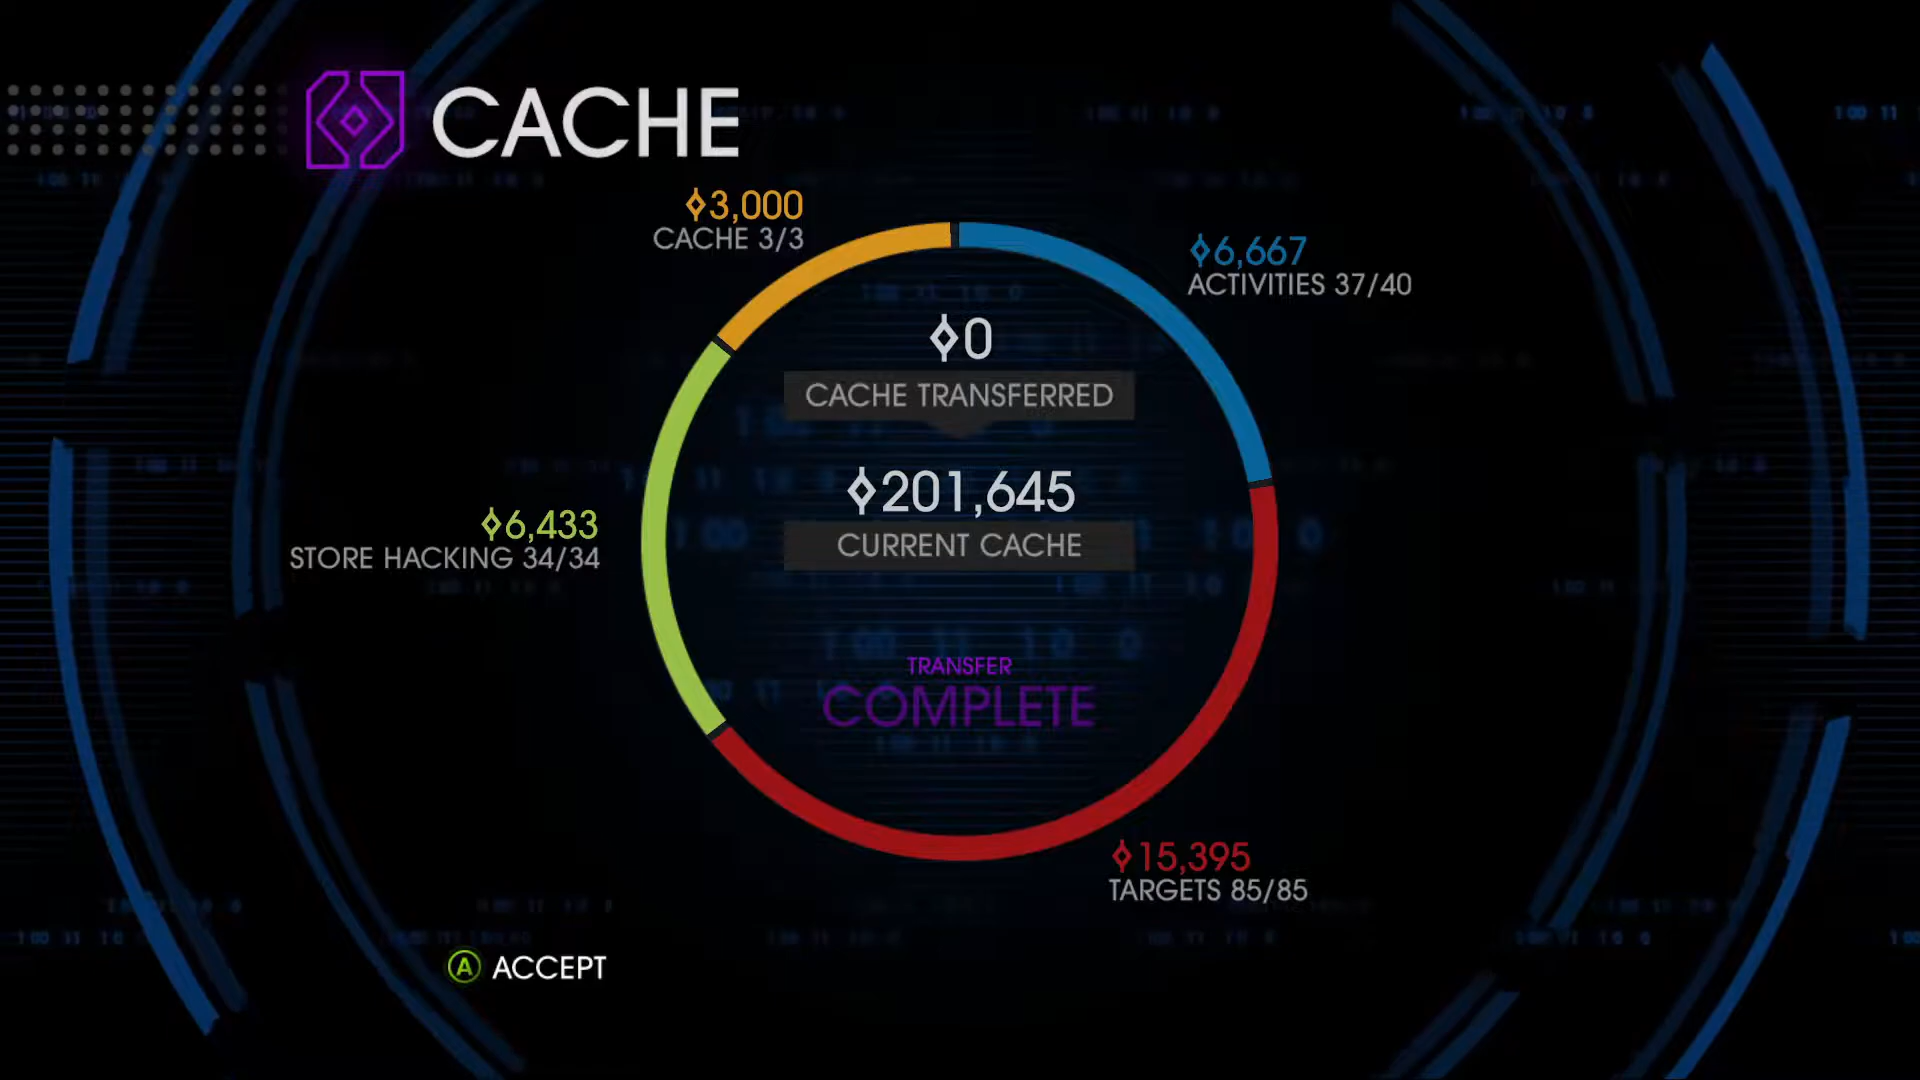 CACHE
3,000
CACHE 3/3
6,667
ACTIVITIES 37/40
0
CACHE TRANSFERRED
201,645
CURRENT CACHE
6,433
STORE HACKING 34/34
TRANSFER
COMPLETE
15,395
TARGETS 85/85
A ACCEPT